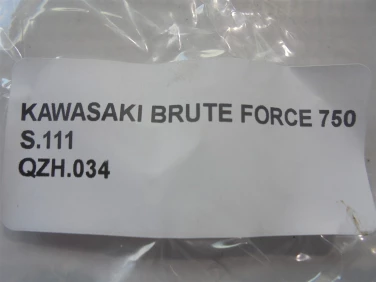 KAWASAKI BRUTE FORCE 750
S.111
QZH.034